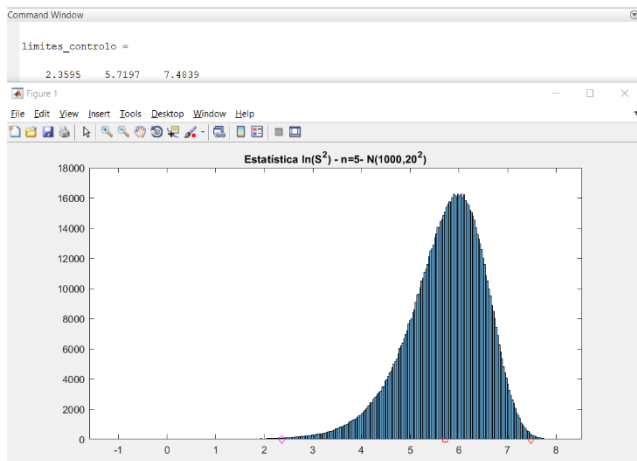 Command Window
limites_controlo =
2.3595 5.7197 7.4839
Figure 1
File Edit View Insert Tools Desktop Window Help
Estatística ln(S²) - n=5- N(1000,20²)
18000
16000
14000
12000
10000
8000
6000
4000
2000
0
-1 0 1 2 3 4 5 6 7 8